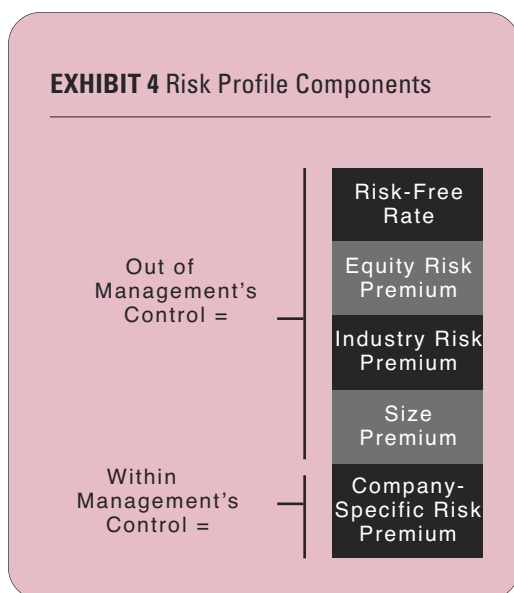 EXHIBIT 4 Risk Profile Components
Risk-Free
Rate
Out of
Management's
Control =
Equity Risk
Premium
Industry Risk
Premium
Size
Premium
Within
Management's
Control =
Company-
Specific Risk
Premium